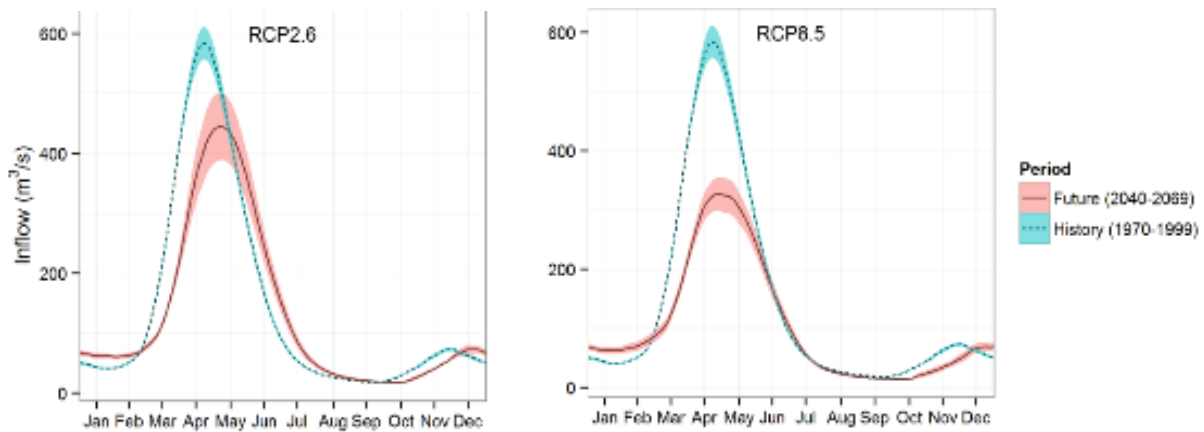 RCP2.6
600
400
200
0
Inflow (m³/s)
Jan Feb Mar Apr May Jun Jul Aug Sep Oct Nov Dec
RCP8.5
600
400
200
0
Jan Feb Mar Apr May Jun Jul Aug Sep Oct Nov Dec
Period
Future (2040-2069)
History (1970-1999)